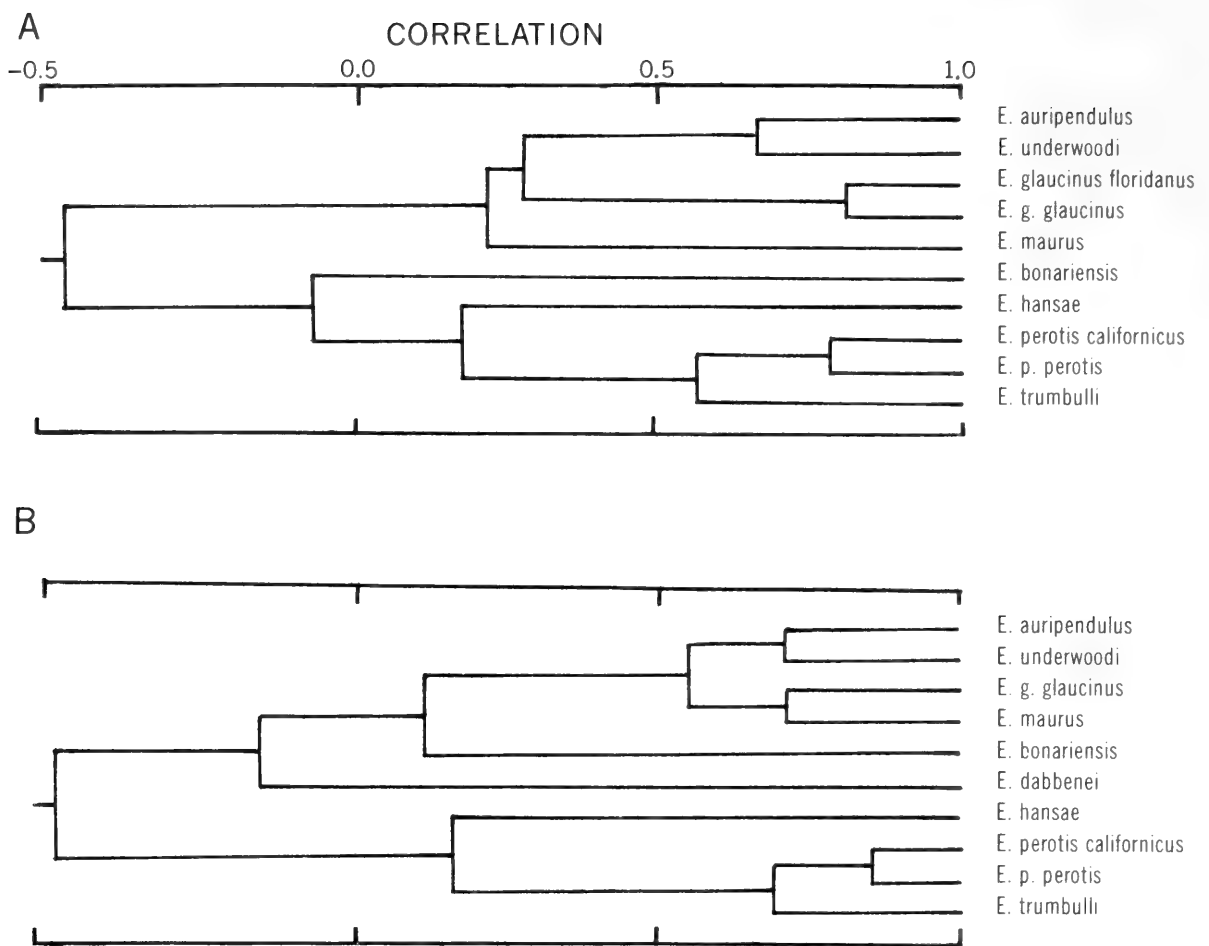 A
CORRELATION
-0.5 0.0 0.5 1.0
E. auripendulus
E. underwoodi
E. glaucinus floridanus
E. g. glaucinus
E. maurus
E. bonariensis
E. hansae
E. perotis californicus
E. p. perotis
E. trumbulli
B
E. auripendulus
E. underwoodi
E. g. glaucinus
E. maurus
E. bonariensis
E. dabbenei
E. hansae
E. perotis californicus
E. p. perotis
E. trumbulli